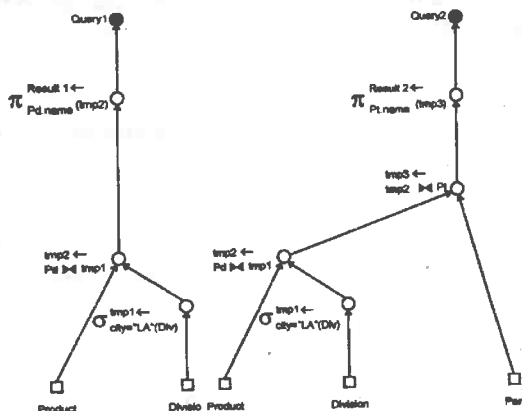 Query1
π Result 1←
Pd.name (tmp2)
tmp2 ←
Pd ⋈ tmp1
σ tmp1←
city="LA"(Div)
Product
Divisio
Query2
π Result 2←
Pt.name (tmp3)
tmp3 ←
tmp2 ⋈ Pt
tmp2 ←
Pd ⋈ tmp1
σ tmp1←
city="LA"(Div)
Product
Division
Par